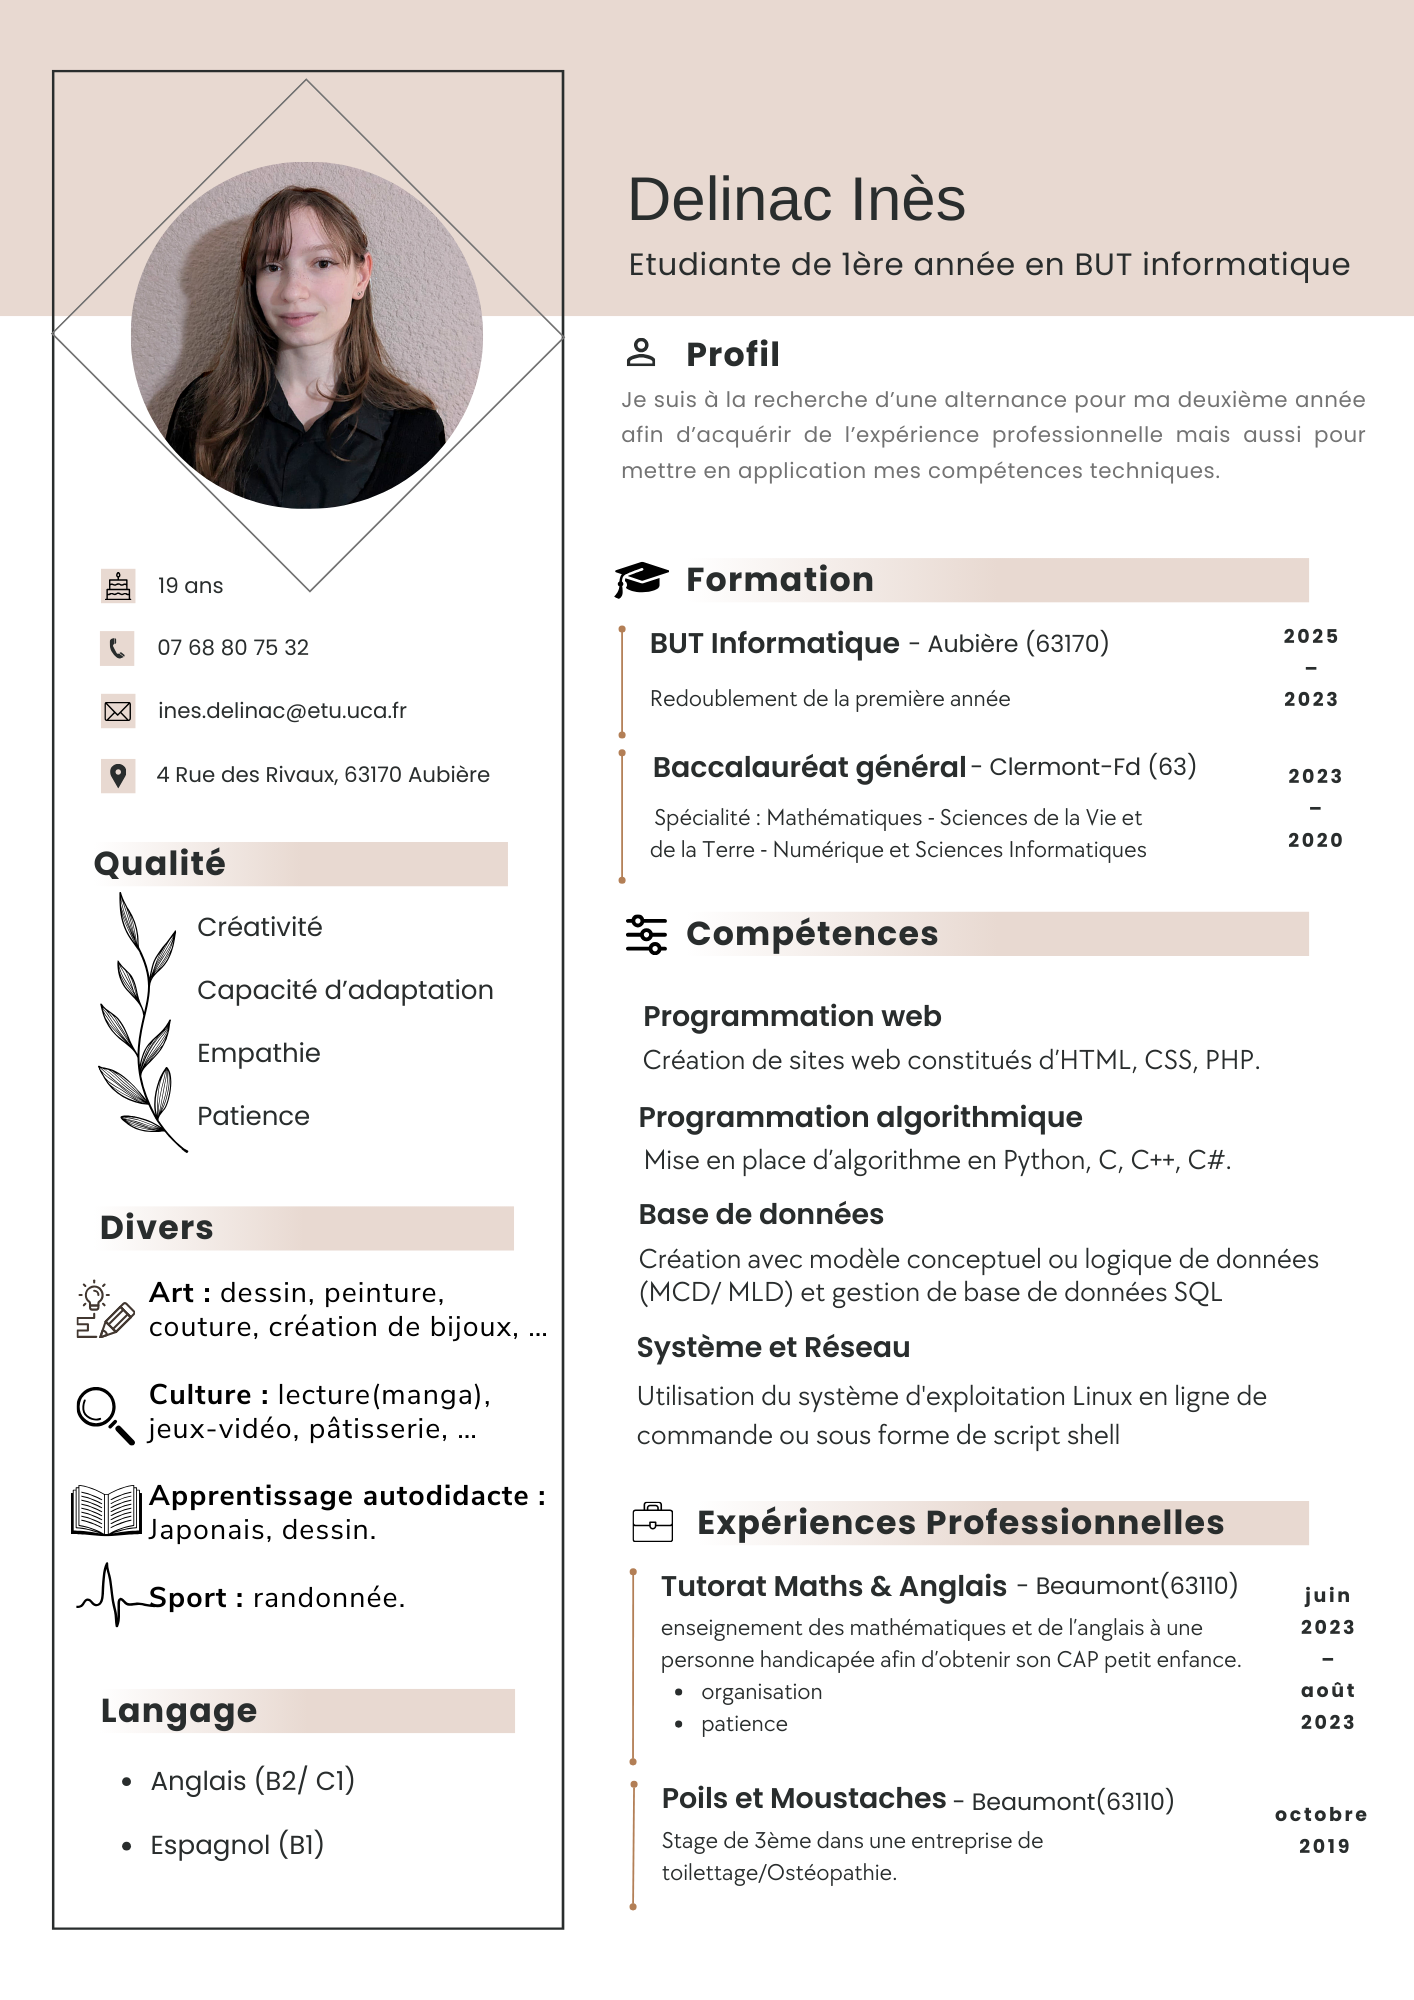 Delinac Inès
Etudiante de 1ère année en BUT informatique
19 ans
07 68 80 75 32
ines.delinac@etu.uca.fr
4 Rue des Rivaux, 63170 Aubière
Qualité
Créativité
Capacité d’adaptation
Empathie
Patience
Divers
Art : dessin, peinture,
couture, création de bijoux, ...
Culture : lecture(manga),
jeux-vidéo, pâtisserie, ...
Apprentissage autodidacte :
Japonais, dessin.
Sport : randonnée.
Langage
• Anglais (B2/ C1)
• Espagnol (B1)
Profil
Je suis à la recherche d’une alternance pour ma deuxième année
afin d’acquérir de l’expérience professionnelle mais aussi pour
mettre en application mes compétences techniques.
Formation
BUT Informatique - Aubière (63170)
Redoublement de la première année
2025
–
2023
Baccalauréat général - Clermont-Fd (63)
Spécialité : Mathématiques - Sciences de la Vie et
de la Terre - Numérique et Sciences Informatiques
2023
–
2020
Compétences
Programmation web
Création de sites web constitués d’HTML, CSS, PHP.
Programmation algorithmique
Mise en place d’algorithme en Python, C, C++, C#.
Base de données
Création avec modèle conceptuel ou logique de données
(MCD/ MLD) et gestion de base de données SQL
Système et Réseau
Utilisation du système d'exploitation Linux en ligne de
commande ou sous forme de script shell
Expériences Professionnelles
Tutorat Maths & Anglais - Beaumont(63110)
enseignement des mathématiques et de l’anglais à une
personne handicapée afin d’obtenir son CAP petit enfance.
• organisation
• patience
juin
2023
–
août
2023
Poils et Moustaches - Beaumont(63110)
Stage de 3ème dans une entreprise de
toilettage/Ostéopathie.
octobre
2019